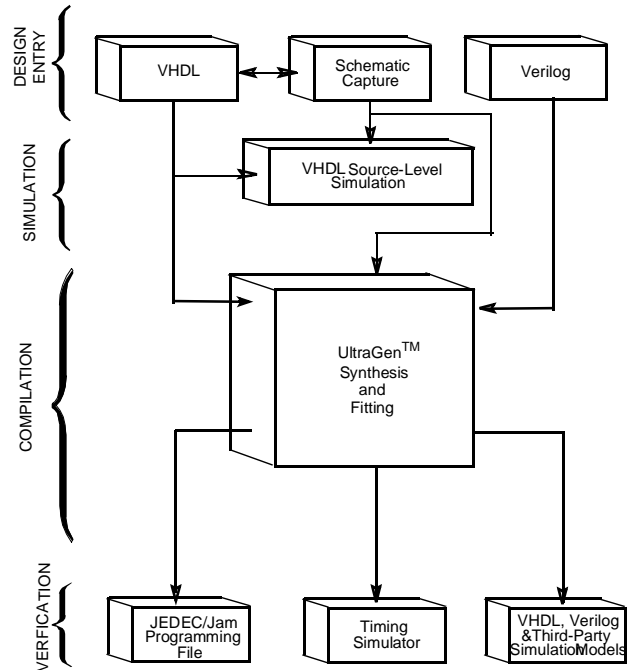 DESIGN
ENTRY
VHDL
Schematic
Capture
Verilog
SIMULATION
VHDL Source-Level
Simulation
COMPILATION
UltraGen™
Synthesis
and
Fitting
VERFICATION
JEDEC/Jam
Programming
File
Timing
Simulator
VHDL, Verilog
&Third-Party
SimulationModels